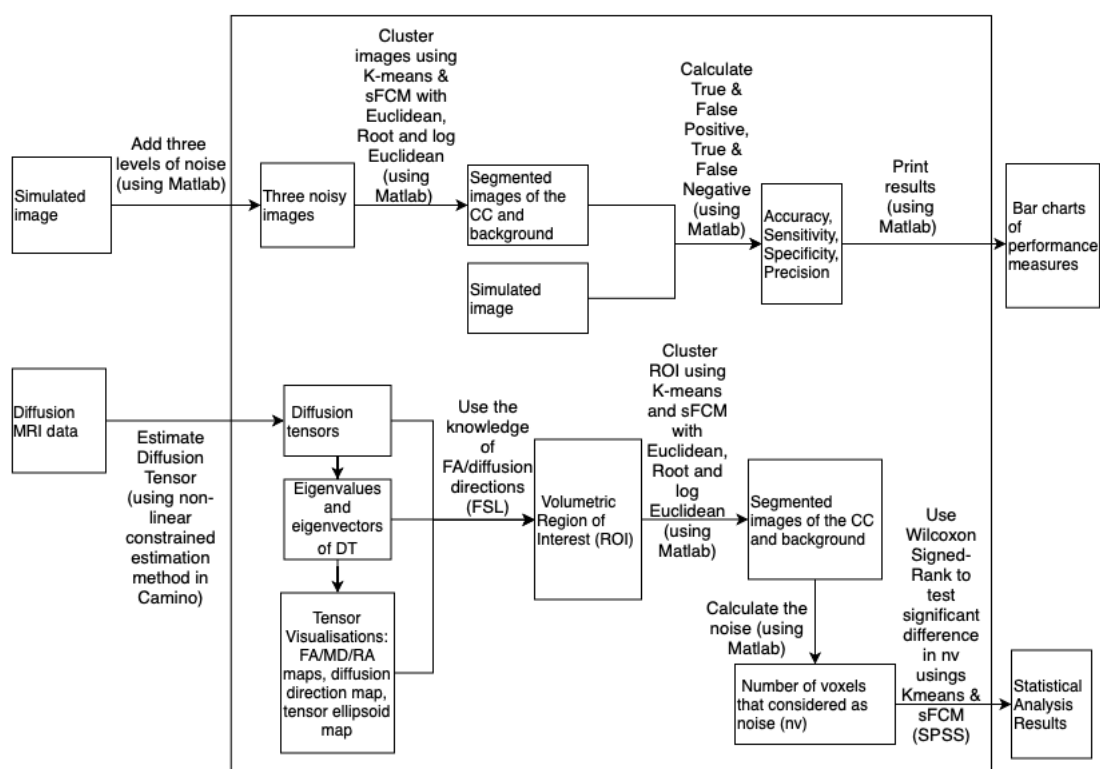 Cluster
images using
K-means &
sFCM with
Euclidean,
Root and log
Euclidean
(using
Matlab)
Calculate
True &
False
Positive,
True &
False
Negative
(using
Matlab)
Add three
levels of noise
(using Matlab)
Print
results
(using
Matlab)
Simulated
image
Three noisy
images
Segmented
images of the
CC and
background
Accuracy,
Sensitivity,
Specificity,
Precision
Bar charts
of
performance
measures
Simulated
image
Diffusion
MRI data
Estimate
Diffusion
Tensor
(using non-
linear
constrained
estimation
method in
Camino)
Diffusion
tensors
Eigenvalues and
eigenvectors
of DT
Tensor
Visualisations:
FA/MD/RA
maps, diffusion
direction map,
tensor ellipsoid
map
Use the
knowledge
of
FA/diffusion
directions
(FSL)
Volumetric
Region of
Interest (ROI)
Cluster
ROI using
K-means
and sFCM
with
Euclidean,
Root and
log
Euclidean
(using
Matlab)
Segmented
images of the CC
and background
Calculate the
noise (using
Matlab)
Number of voxels
that considered as
noise (nv)
Use
Wilcoxon
Signed-
Rank to
test
significant
difference
in nv
usings
Kmeans &
sFCM
(SPSS)
Statistical
Analysis
Results